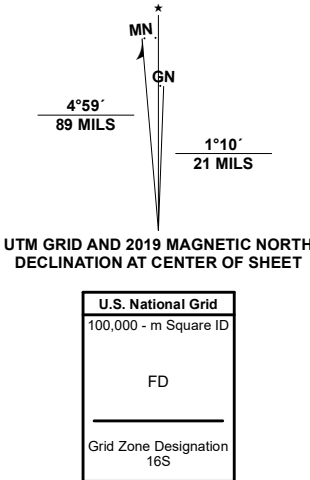 ★
MN
GN
4°59´
89 MILS
1°10´
21 MILS
UTM GRID AND 2019 MAGNETIC NORTH
DECLINATION AT CENTER OF SHEET
U.S. National Grid
100,000 - m Square ID
FD
Grid Zone Designation
16S